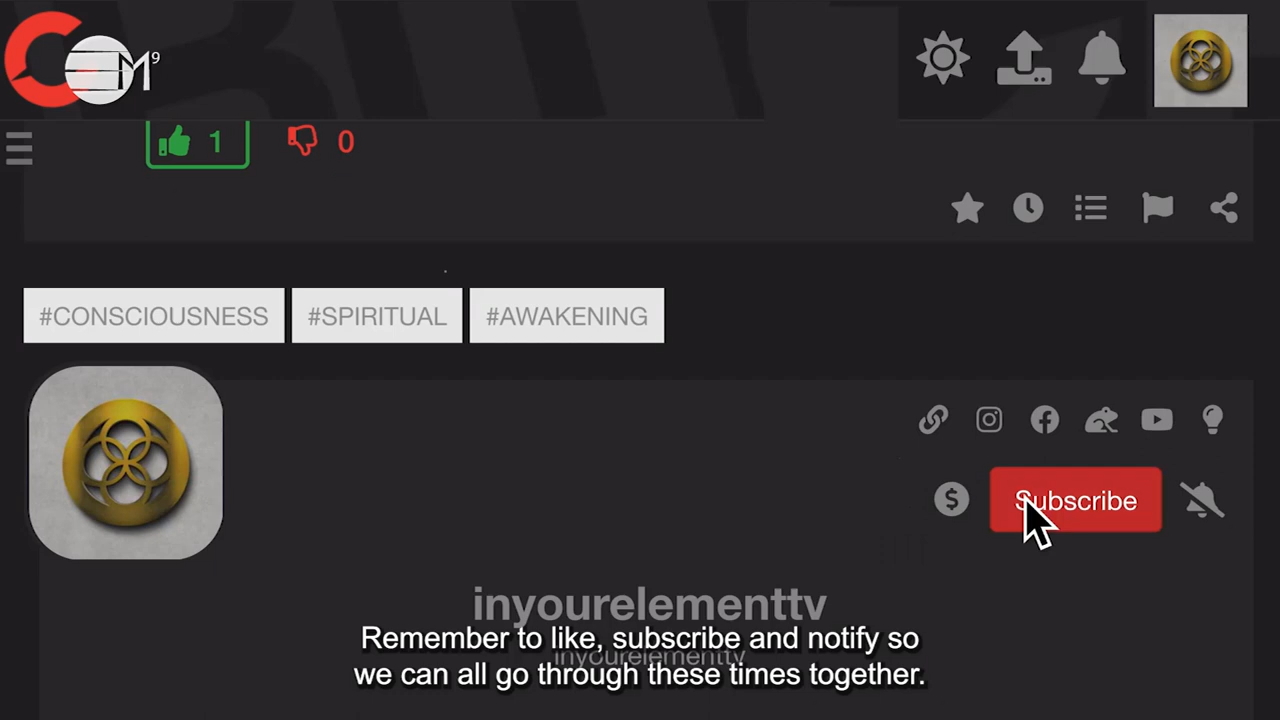 M9
1
0
#CONSCIOUSNESS #SPIRITUAL #AWAKENING
Subscribe
inyourelementtv
inyourelementtv
Remember to like, subscribe and notify so
we can all go through these times together.